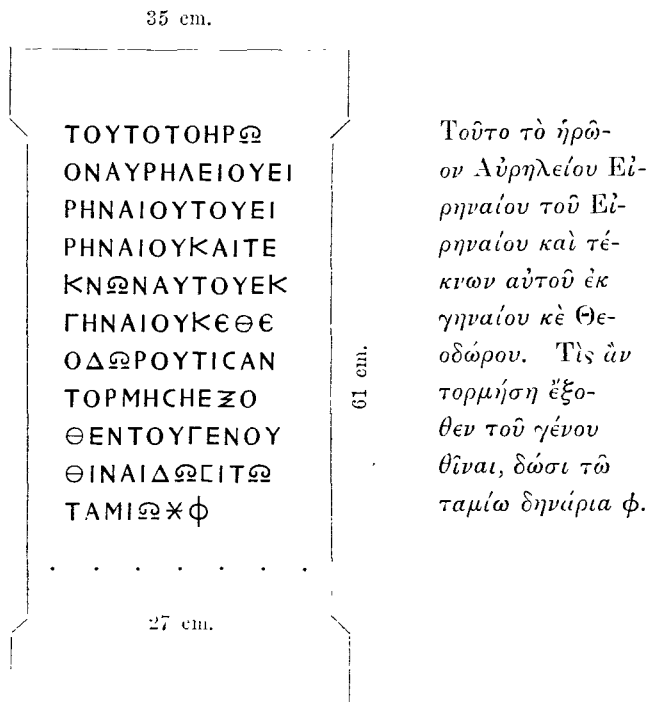 35 cm.
ΤΟΥΤΟΤΟΗΡΩ
ΟΝΑΥΡΗΛΕΙΟΥΕΙ
ΡΗΝΑΙΟΥΤΟΥΕΙ
ΡΗΝΑΙΟΥΚΑΙΤΕ
ΚΝΩΝΑΥΤΟΥΕΚ
ΓΗΝΑΙΟΥΚΕΘΕ
ΟΔΩΡΟΥΤΙCΑΝ
ΤΟΡΜΗCΗΕΞΟ
ΘΕΝΤΟΥΓΕΝΟΥ
ΘΙΝΑΙΔΩCΙΤΩ
ΤΑΜΙΩ𐆖Φ
61 cm.
27 cm.
Τοῦτο τὸ ἡρῶ-
ον Αὐρηλείου Εἰ-
ρηναίου τοῦ Εἰ-
ρηναίου καὶ τέ-
κνων αὐτοῦ ἐκ
γηναίου κὲ Θε-
οδώρου. Τὶς ἂν
τορμήση ἔξο-
θεν τοῦ γένου
θῖναι, δώσι τῶ
ταμίω δηνάρια φ.